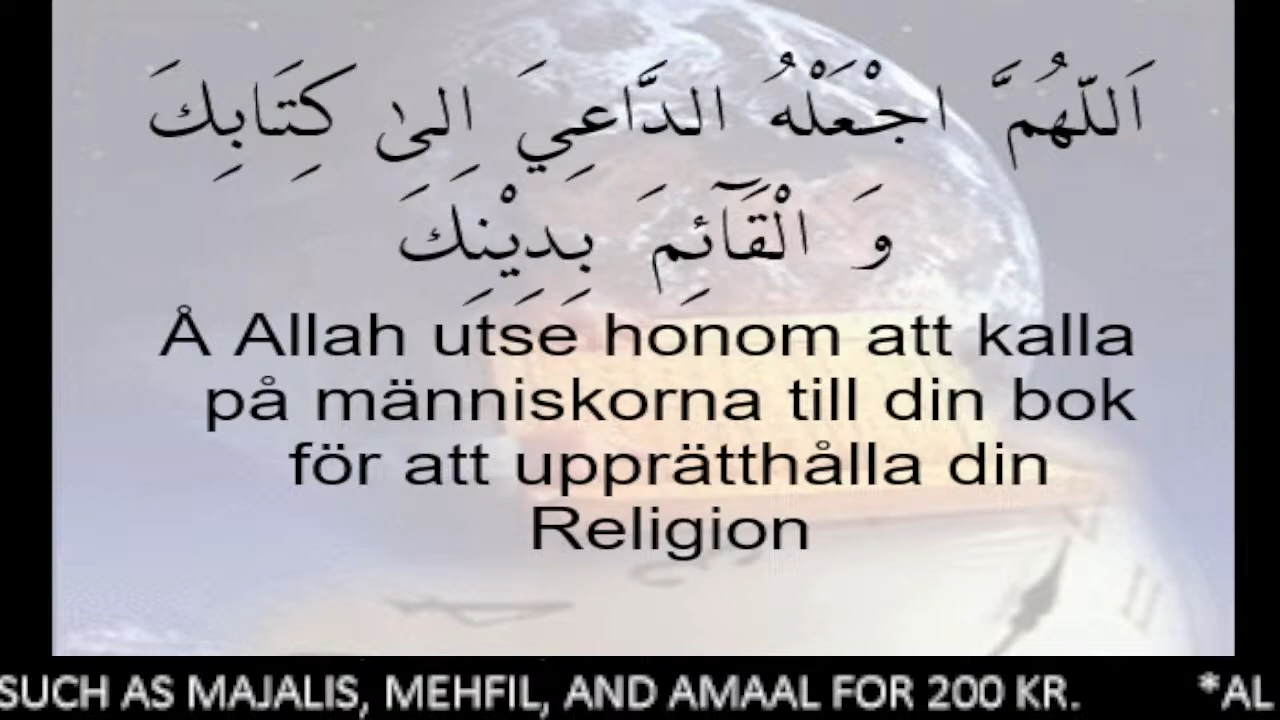 اَللّٰهُمَّ اجْعَلْهُ الدَّاعِيَ اِلىٰ كِتَابِكَ
وَ الْقَآئِمَ بِدِيْنِكَ
Å Allah utse honom att kalla
på människorna till din bok
för att upprätthålla din
Religion
SUCH AS MAJALIS, MEHFIL, AND AMAAL FOR 200 KR. *AL